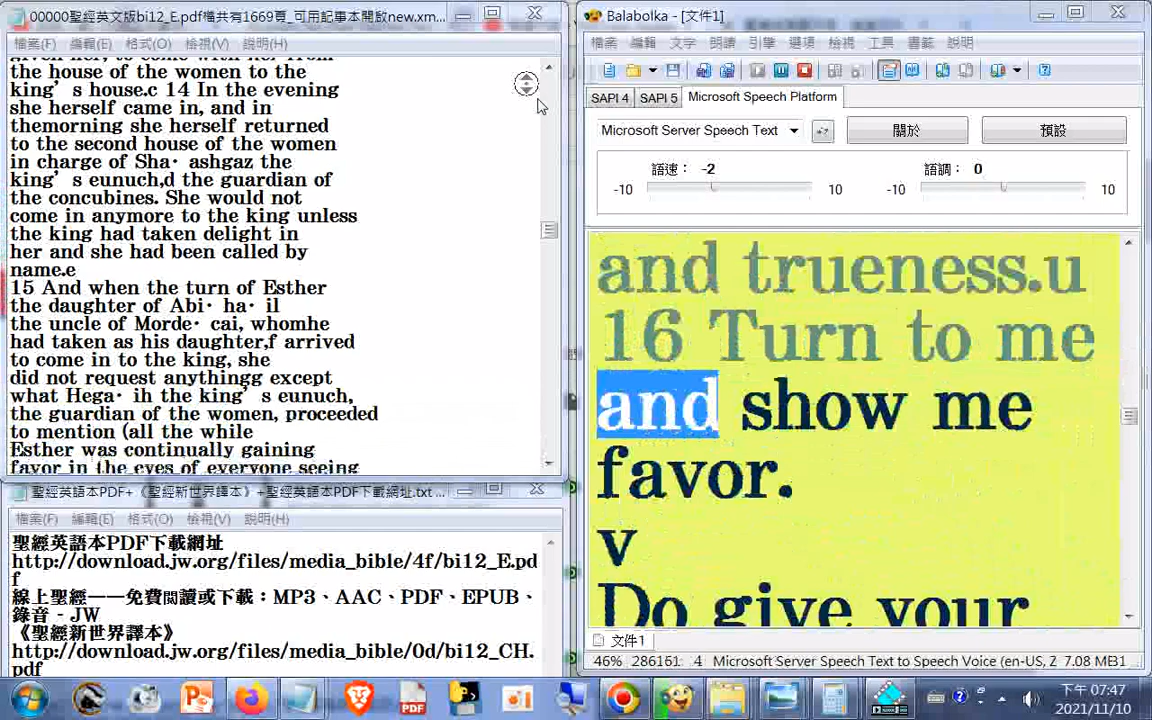 00000聖經英文版bi12_E.pdf檔共有1669頁_可用記事本開啟new.xm...
檔案(F) 編輯(E) 格式(O) 檢視(V) 說明(H)
given her, to come with her from
the house of the women to the
king's house.c 14 In the evening
she herself came in, and in
themorning she herself returned
to the second house of the women
in charge of Sha· ashgaz the
king's eunuch,d the guardian of
the concubines. She would not
come in anymore to the king unless
the king had taken delight in
her and she had been called by
name.e
15 And when the turn of Esther
the daughter of Abi· ha· il
the uncle of Morde· cai, whomhe
had taken as his daughter,f arrived
to come in to the king, she
did not request anythingg except
what Hega· ih the king's eunuch,
the guardian of the women, proceeded
to mention (all the while
Esther was continually gaining
favor in the eyes of everyone seeing
聖經英語本PDF+《聖經新世界譯本》+聖經英語本PDF下載網址.txt ...
檔案(F) 編輯(E) 格式(O) 檢視(V) 說明(H)
聖經英語本PDF下載網址
http://download.jw.org/files/media_bible/4f/bi12_E.pd
f
線上聖經——免費閱讀或下載：MP3、AAC、PDF、EPUB、
錄音 - JW
《聖經新世界譯本》
http://download.jw.org/files/media_bible/0d/bi12_CH.
pdf
Balabolka - [文件1]
檔案 編輯 文字 朗讀 引擎 選項 檢視 工具 書籤 說明
SAPI 4 SAPI 5 Microsoft Speech Platform
Microsoft Server Speech Text 關於 預設
語速： -2 語調： 0
-10 10 -10 10
and trueness.u
16 Turn to me
and show me
favor.
v
Do give your
文件1
46% 286161: 4 Microsoft Server Speech Text to Speech Voice (en-US, Z 7.08 MB1
下午 07:47
2021/11/10